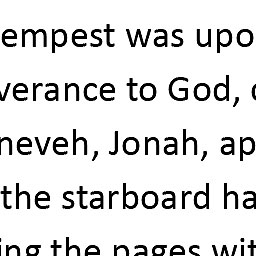 empest was upo
verance to God,
neveh, Jonah, ap
the starboard ha
ing the pages wit